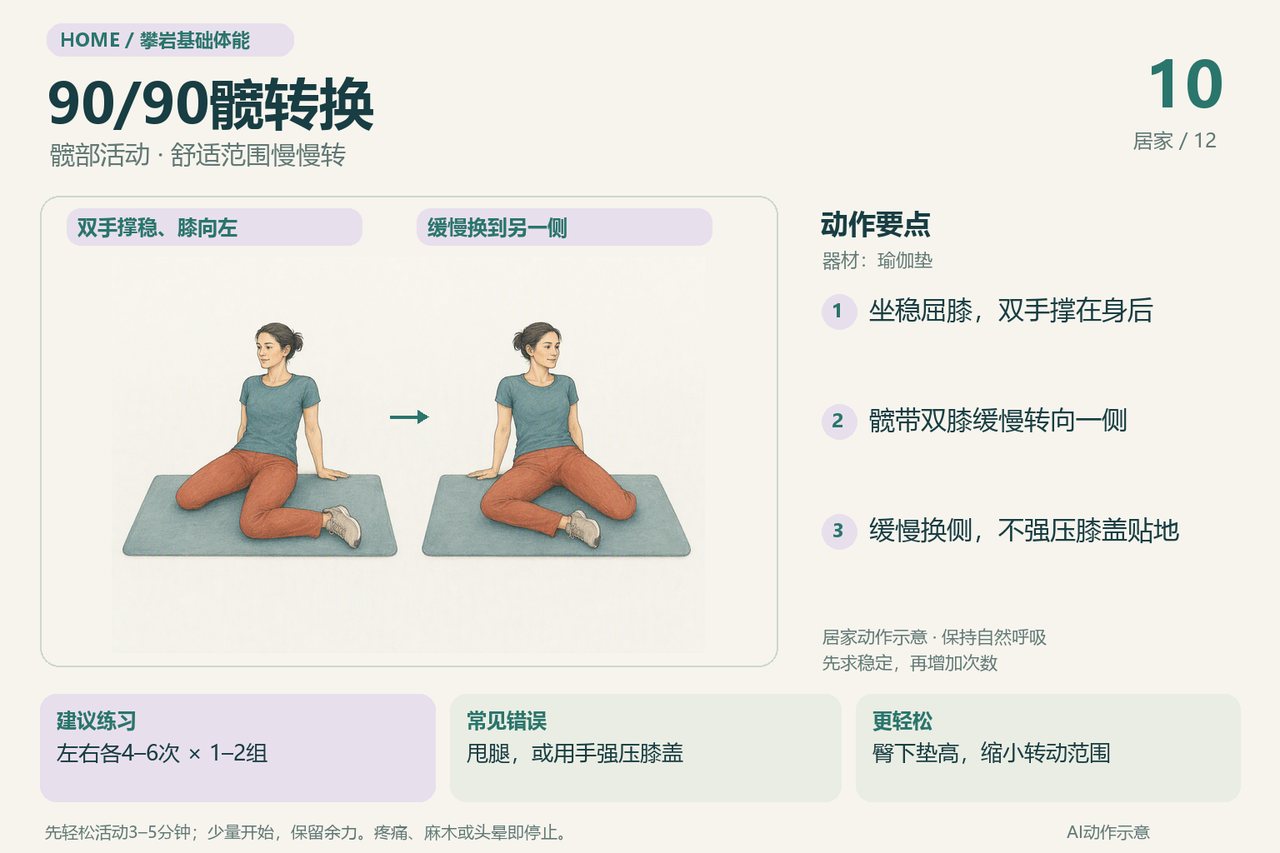 HOME / 攀岩基础体能
90/90髋转换
髋部活动 · 舒适范围慢慢转
10
居家 / 12
双手撑稳、膝向左
缓慢换到另一侧
动作要点
器材：瑜伽垫
1 坐稳屈膝，双手撑在身后
2 髋带双膝缓慢转向一侧
3 缓慢换侧，不强压膝盖贴地
居家动作示意 · 保持自然呼吸
先求稳定，再增加次数
建议练习
左右各4–6次 × 1–2组
常见错误
甩腿，或用手强压膝盖
更轻松
臀下垫高，缩小转动范围
先轻松活动3–5分钟；少量开始，保留余力。疼痛、麻木或头晕即停止。
AI动作示意